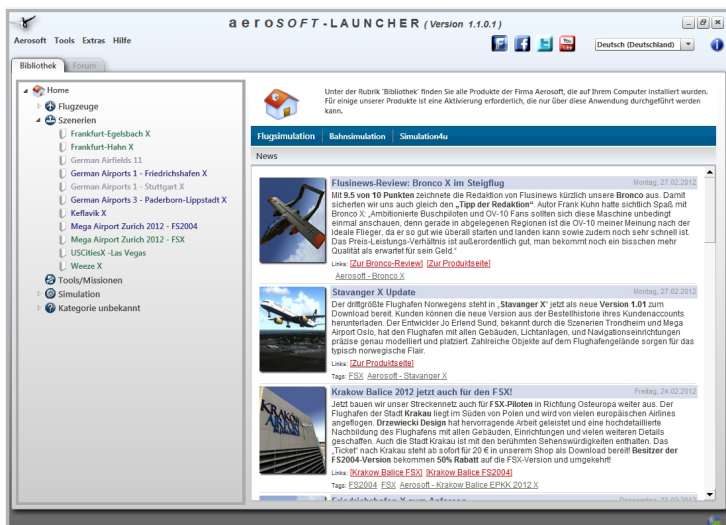 aeroSOFT-LAUNCHER (Version 1.1.0.1)
Aerosoft Tools Extras Hilfe
You Tube
Deutsch (Deutschland)
Bibliothek Forum
Home
Flugzeuge
Szenerien
Frankfurt-Egelsbach X
Frankfurt-Hahn X
German Airfields 11
German Airports 1 - Friedrichshafen X
German Airports 1 - Stuttgart X
German Airports 3 - Paderborn-Lippstadt X
Keflavik X
Mega Airport Zurich 2012 - FS2004
Mega Airport Zurich 2012 - FSX
USCitiesX -Las Vegas
Weeze X
Tools/Missionen
Simulation
Kategorie unbekannt
Unter der Rubrik 'Bibliothek' finden Sie alle Produkte der Firma Aerosoft, die auf Ihrem Computer installiert wurden.
Für einige unserer Produkte ist eine Aktivierung erforderlich, die nur über diese Anwendung durchgeführt werden
kann.
Flugsimulation Bahnsimulation Simulation4u
News
Flusinews-Review: Bronco X im Steigflug Montag, 27.02.2012
Mit 9.5 von 10 Punkten zeichnete die Redaktion von Flusinews kürzlich unsere Bronco aus. Damit
sicherten wir uns auch gleich den „Tipp der Redaktion“. Autor Frank Kuhn hatte sichtlich Spaß mit
Bronco X: „Ambitionierte Buschpiloten und OV-10 Fans sollten sich diese Maschine unbedingt
einmal anschauen, denn gerade in abgelegenen Regionen ist die OV-10 meiner Meinung nach der
ideale Flieger, da er so gut wie überall starten und landen kann sowie zudem noch sehr schnell ist.
Das Preis-Leistungs-Verhältnis ist außerordentlich gut, man bekommt noch ein bisschen mehr
Qualität als erwartet für sein Geld.“
Links: [Zur Bronco-Review] [Zur Produktseite]
Aerosoft - Bronco X
Stavanger X Update Montag, 27.02.2012
Der drittgrößte Flughafen Norwegens steht in „Stavanger X“ jetzt als neue Version 1.01 zum
Download bereit. Kunden können die neue Version aus der Bestellhistorie ihres Kundenaccounts
herunterladen. Der Entwickler Jo Erlend Sund, bekannt durch die Szenerien Trondheim und Mega
Airport Oslo, hat den Flughafen mit allen Gebäuden, Lichtanlagen, und Navigationseinrichtungen
präzise genau modelliert und platziert. Zahlreiche Objekte auf dem Flughafengelände sorgen für das
typisch norwegische Flair.
Links: [Zur Produktseite]
Tags: FSX Aerosoft - Stavanger X
KRAKOW
AIRPORT
Krakow Balice 2012 jetzt auch für den FSX! Freitag, 24.02.2012
Jetzt bauen wir unser Streckennetz auch für FSX-Piloten in Richtung Osteuropa weiter aus. Der
Flughafen der Stadt Krakau liegt im Süden von Polen und wird von vielen europäischen Airlines
angeflogen. Drzewiecki Design hat hervorragende Arbeit geleistet und eine hochdetaillierte
Nachbildung des Flughafens mit allen Gebäuden, Einrichtungen und vielen weiteren Details
geschaffen. Auch die Stadt Krakau ist mit den berühmten Sehenswürdigkeiten enthalten. Das
„Ticket“ nach Krakau steht ab sofort für 20 € in unserem Shop als Download bereit! Besitzer der
FS2004-Version bekommen 50% Rabatt auf die FSX-Version und umgekehrt!
Links: [Krakow Balice FSX] [Krakow Balice FS2004]
Tags: FS2004 FSX Aerosoft - Krakow Balice EPKK 2012 X